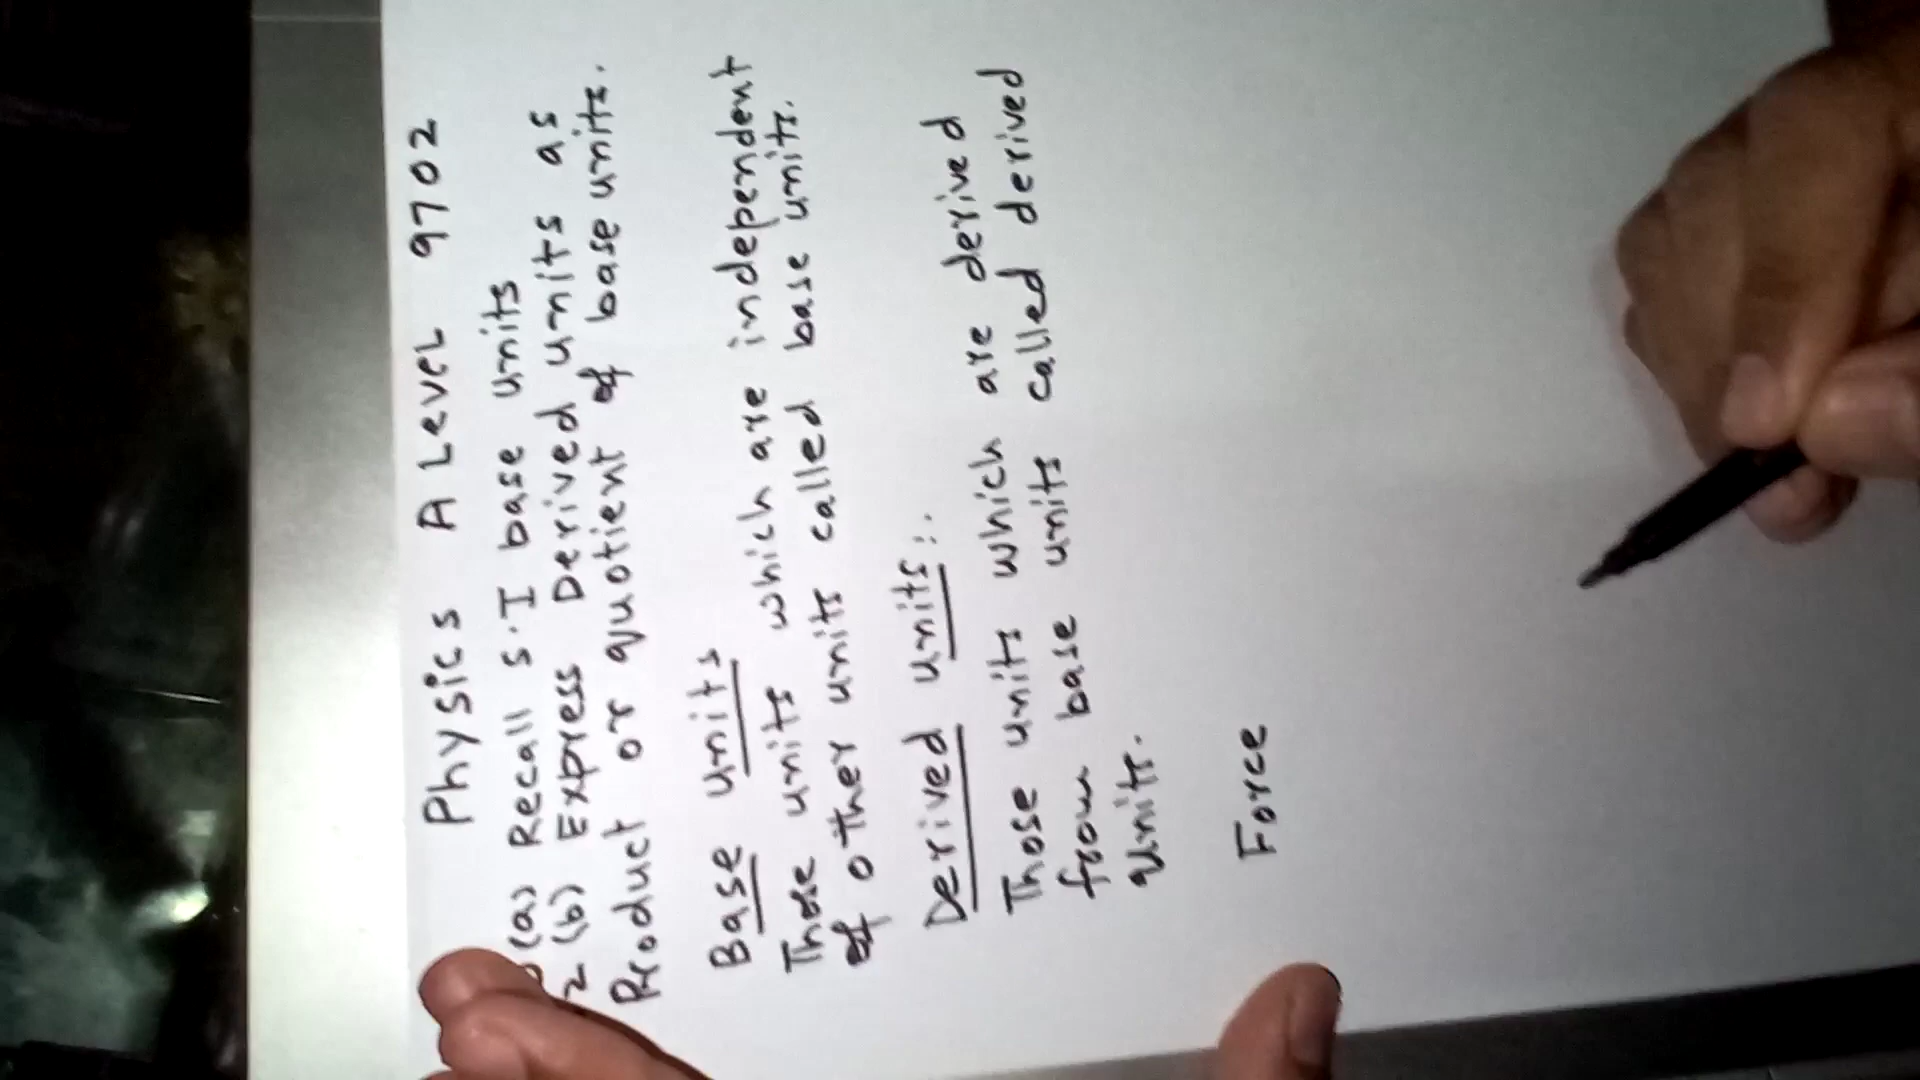 Physics A Level 9702
(a) Recall S.I base units
2 (b) Express Derived units as
Product or quotient of base units.
Base units
Those units which are independent
of other units called base units.
Derived units:.
Those units which are derived
from base units called derived
units.
Force